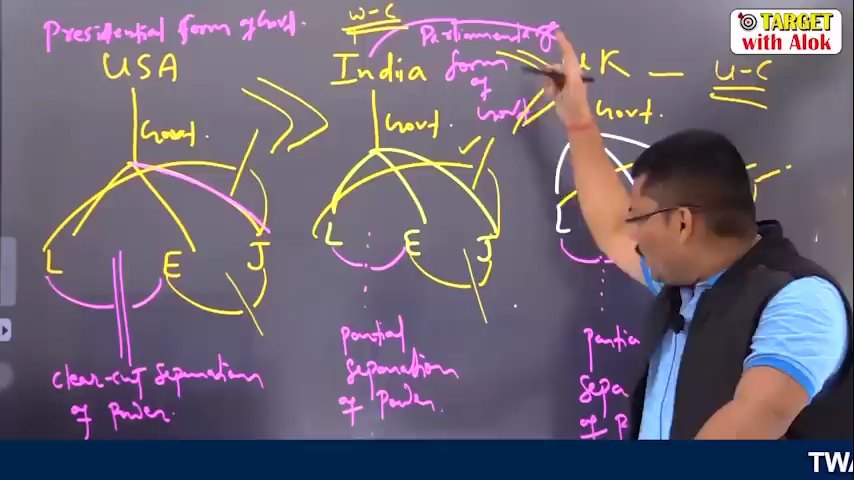 Presidential form of Govt.
W-C
Parliamentary
form
of
Govt
USA
India
UK — U-C
Govt.
Govt.
Govt.
L E J
L E J
L
clear-cut separation
of power.
partial
separation
of power.
partia
Sepa
of P
TARGET
with Alok
TWA